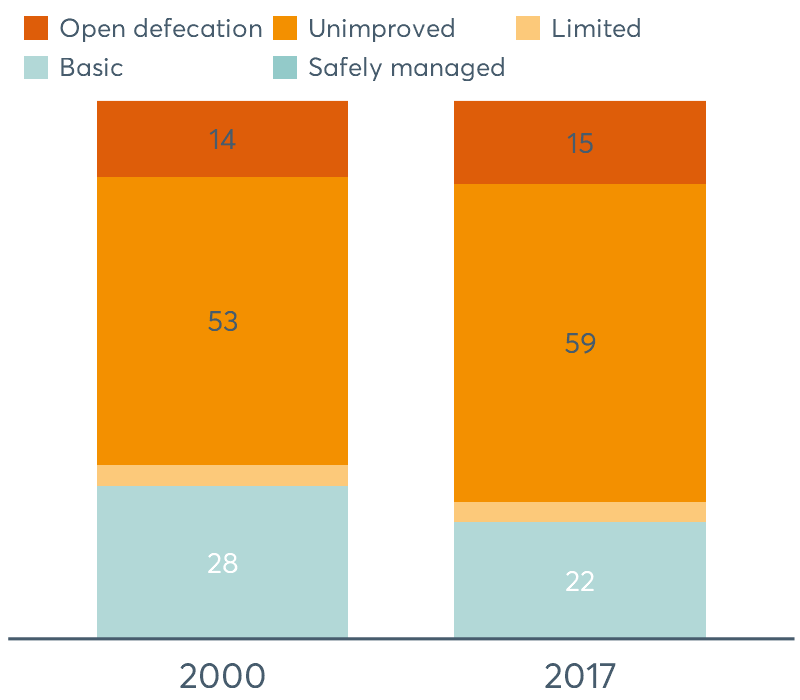 Open defecation Unimproved Limited
Basic Safely managed
14 15
53 59
28 22
2000 2017